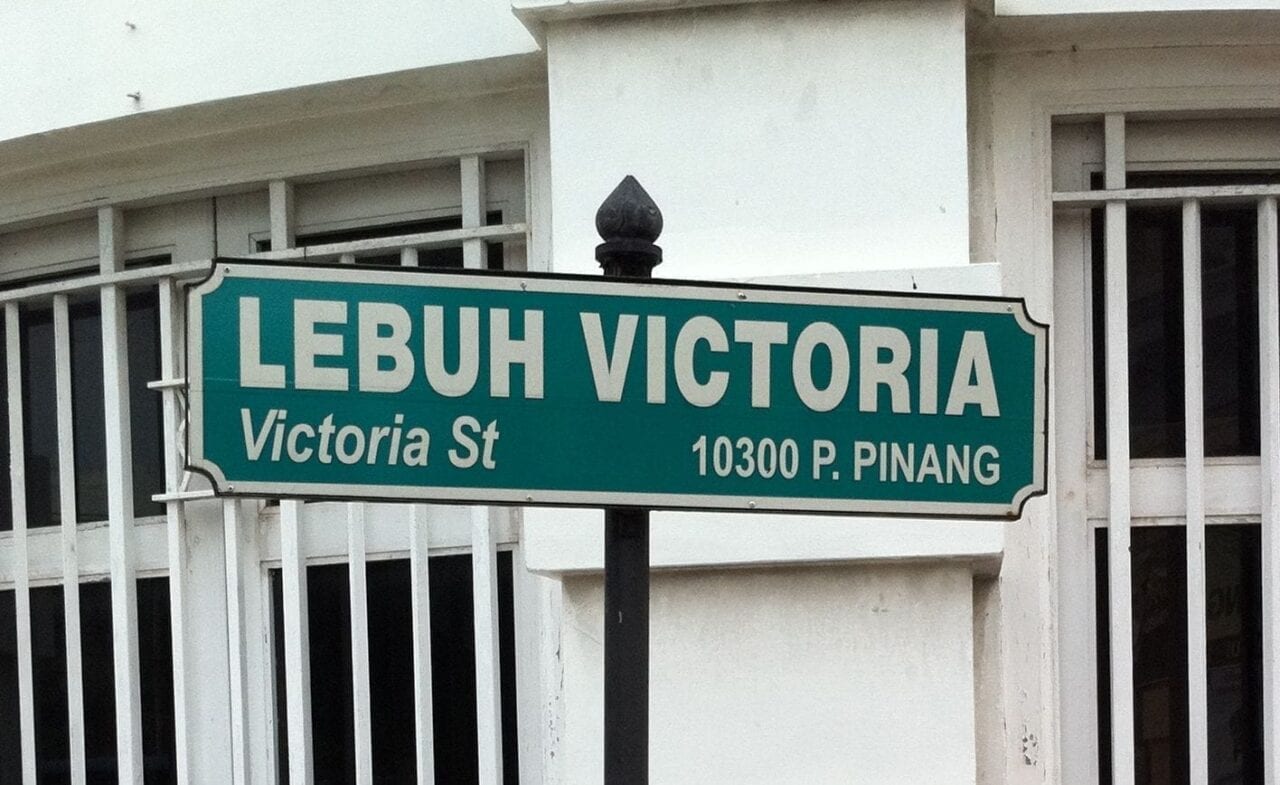 LEBUH VICTORIA
Victoria St
10300 P. PINANG